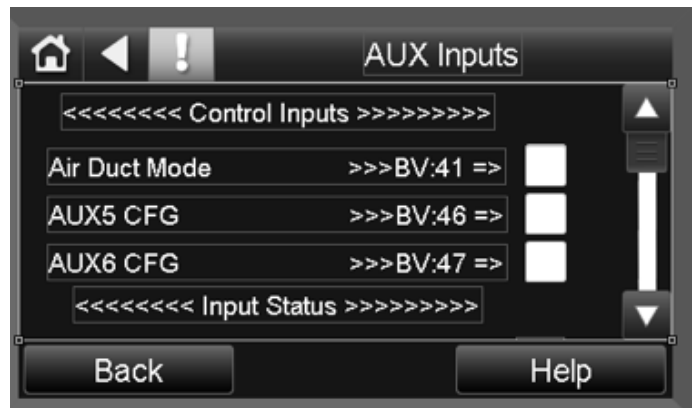 AUX Inputs
<<<<<<<< Control Inputs >>>>>>>>>
Air Duct Mode >>>BV:41 =>
AUX5 CFG >>>BV:46 =>
AUX6 CFG >>>BV:47 =>
<<<<<<<< Input Status >>>>>>>>>
Back Help